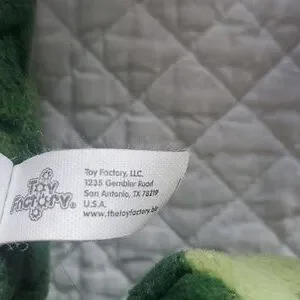 Toy
Factory
Toy Factory, LLC.
1235 Gembler Road
San Antonio, TX 78219
U.S.A.
www.thetoyfactory.biz